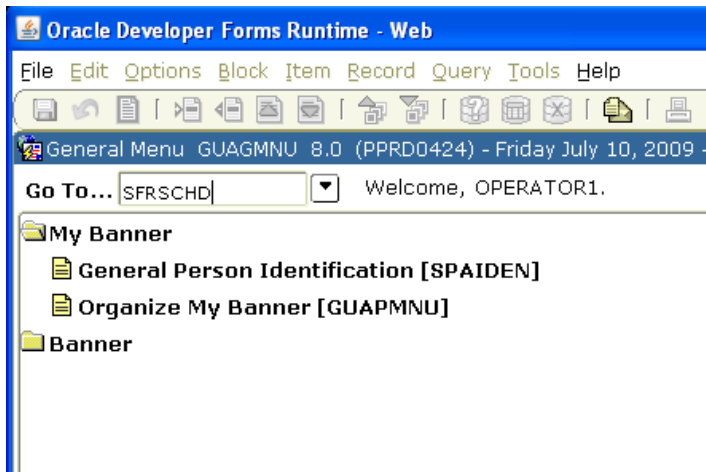 Oracle Developer Forms Runtime - Web
File Edit Options Block Item Record Query Tools Help
General Menu GUAGMNU 8.0 (PPRD0424) - Friday July 10, 2009 -
Go To... SFRSCHD Welcome, OPERATOR1.
My Banner
General Person Identification [SPAIDEN]
Organize My Banner [GUAPMNU]
Banner